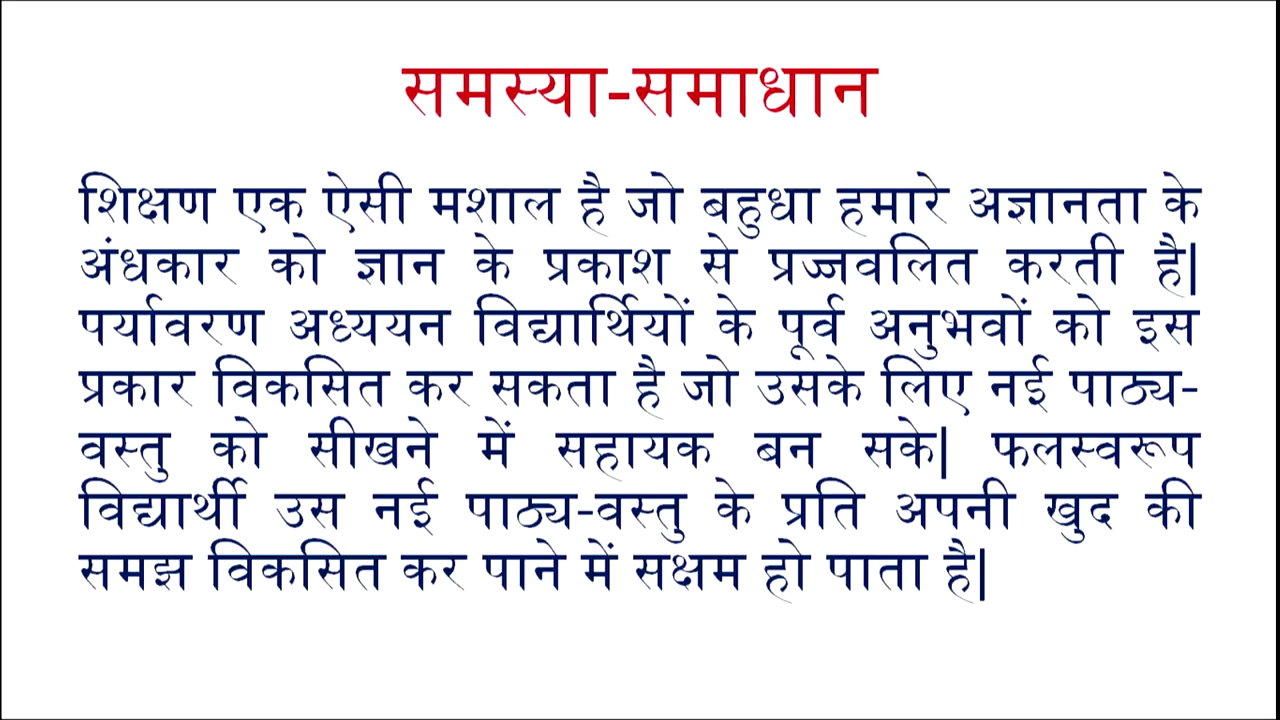 समस्या-समाधान
शिक्षण एक ऐसी मशाल है जो बहुधा हमारे अज्ञानता के
अंधकार को ज्ञान के प्रकाश से प्रज्जवलित करती है|
पर्यावरण अध्ययन विद्यार्थियों के पूर्व अनुभवों को इस
प्रकार विकसित कर सकता है जो उसके लिए नई पाठ्य-
वस्तु को सीखने में सहायक बन सके| फलस्वरूप
विद्यार्थी उस नई पाठ्य-वस्तु के प्रति अपनी खुद की
समझ विकसित कर पाने में सक्षम हो पाता है|